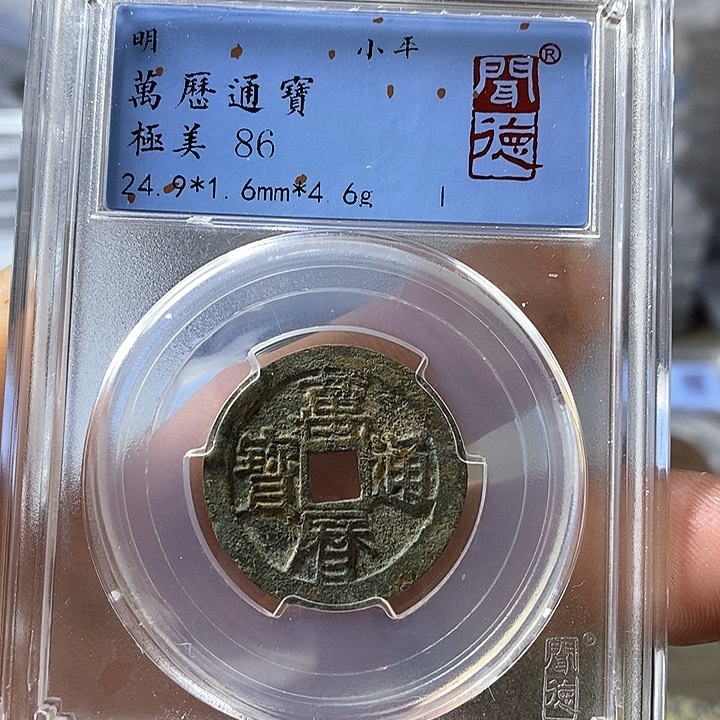 明 小平
萬歷通寶
極美 86
24.9*1.6mm*4.6g
聞德®
萬曆通寶
聞德